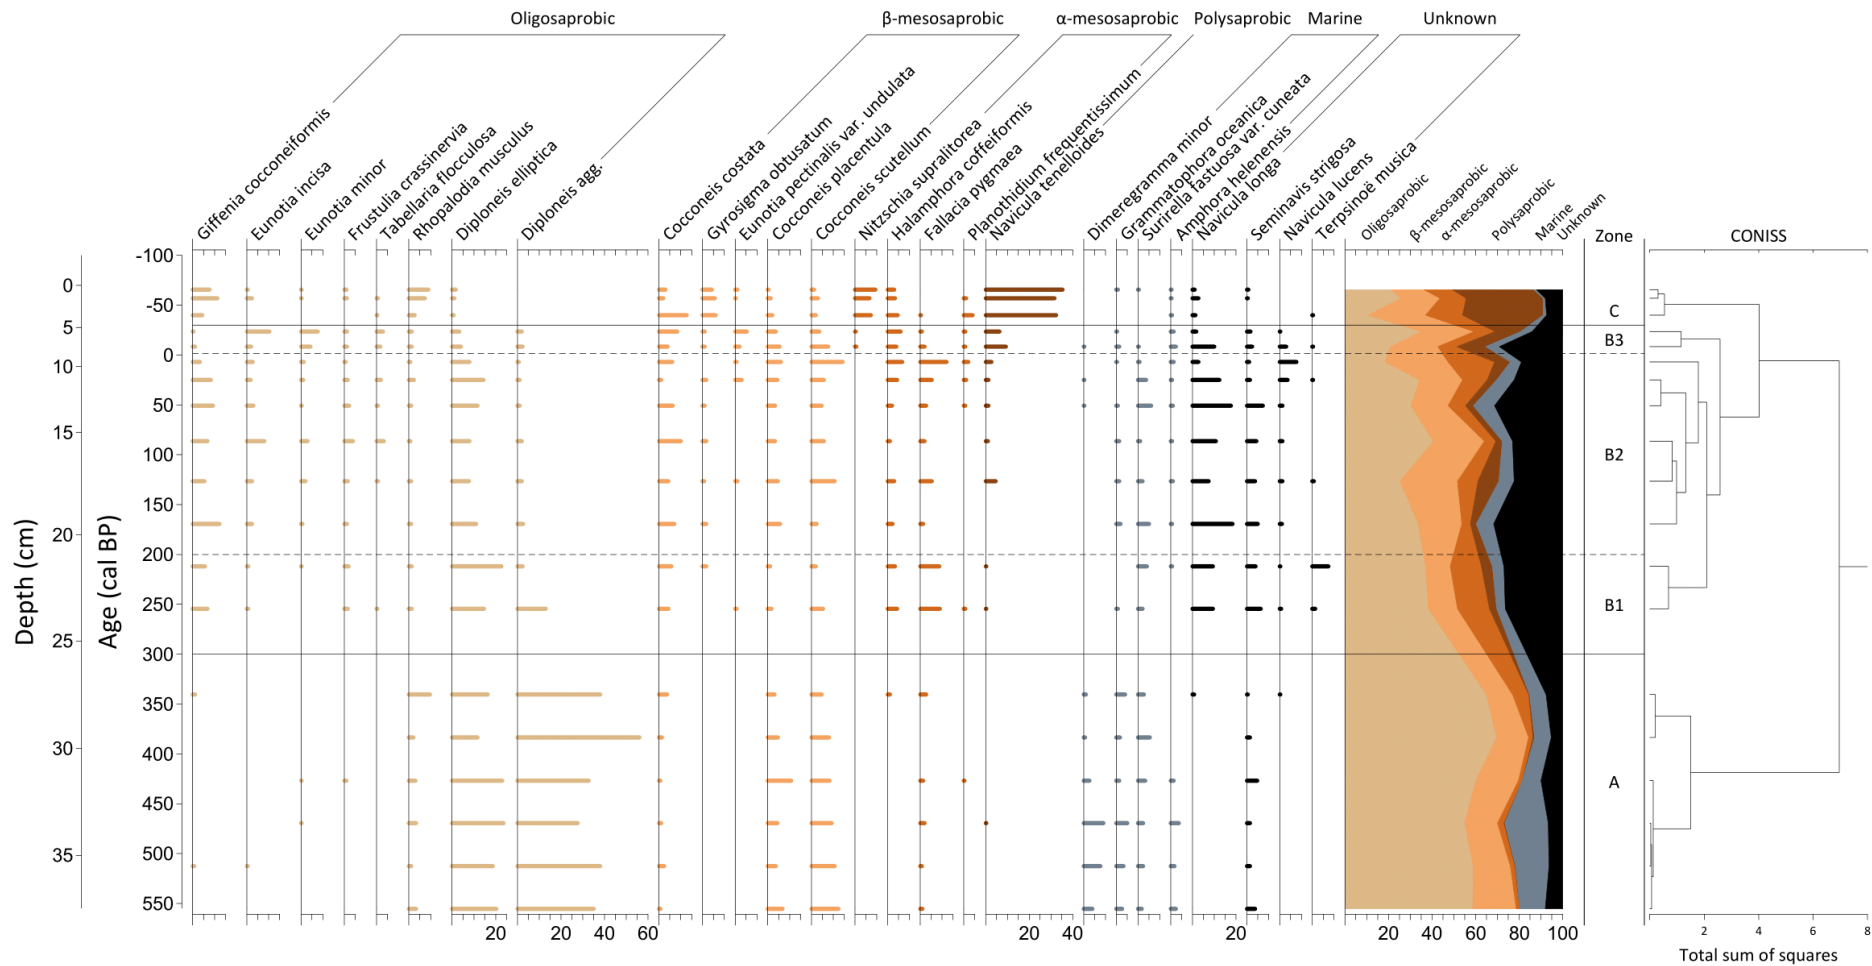 Oligosaprobic
β-mesosaprobic
α-mesosaprobic
Polysaprobic
Marine
Unknown
Giffenia cocconeiformis
Eunotia incisa
Eunotia minor
Frustulia crassinervia
Tabellaria flocculosa
Rhopalodia musculus
Diploneis elliptica
Diploneis agg.
Cocconeis costata
Gyrosigma obtusatum
Eunotia pectinalis var. undulata
Cocconeis placentula
Cocconeis scutellum
Nitzschia supralitorea
Halamphora coffeiformis
Fallacia pygmaea
Planothidium frequentissimum
Navicula tenelloides
Dimeregramma minor
Grammatophora oceanica
Surirella fastuosa var. cuneata
Amphora helenensis
Navicula longa
Seminavis strigosa
Navicula lucens
Terpsinoë musica
Oligosaprobic
β-mesosaprobic
α-mesosaprobic
Polysaprobic
Marine
Unknown
Zone
CONISS
Depth (cm)
0
5
10
15
20
25
30
35
Age (cal BP)
-100
-50
0
50
100
150
200
250
300
350
400
450
500
550
C
B3
B2
B1
A
20
20 40 60
20 40
20
20 40 60 80 100
2 4 6 8
Total sum of squares